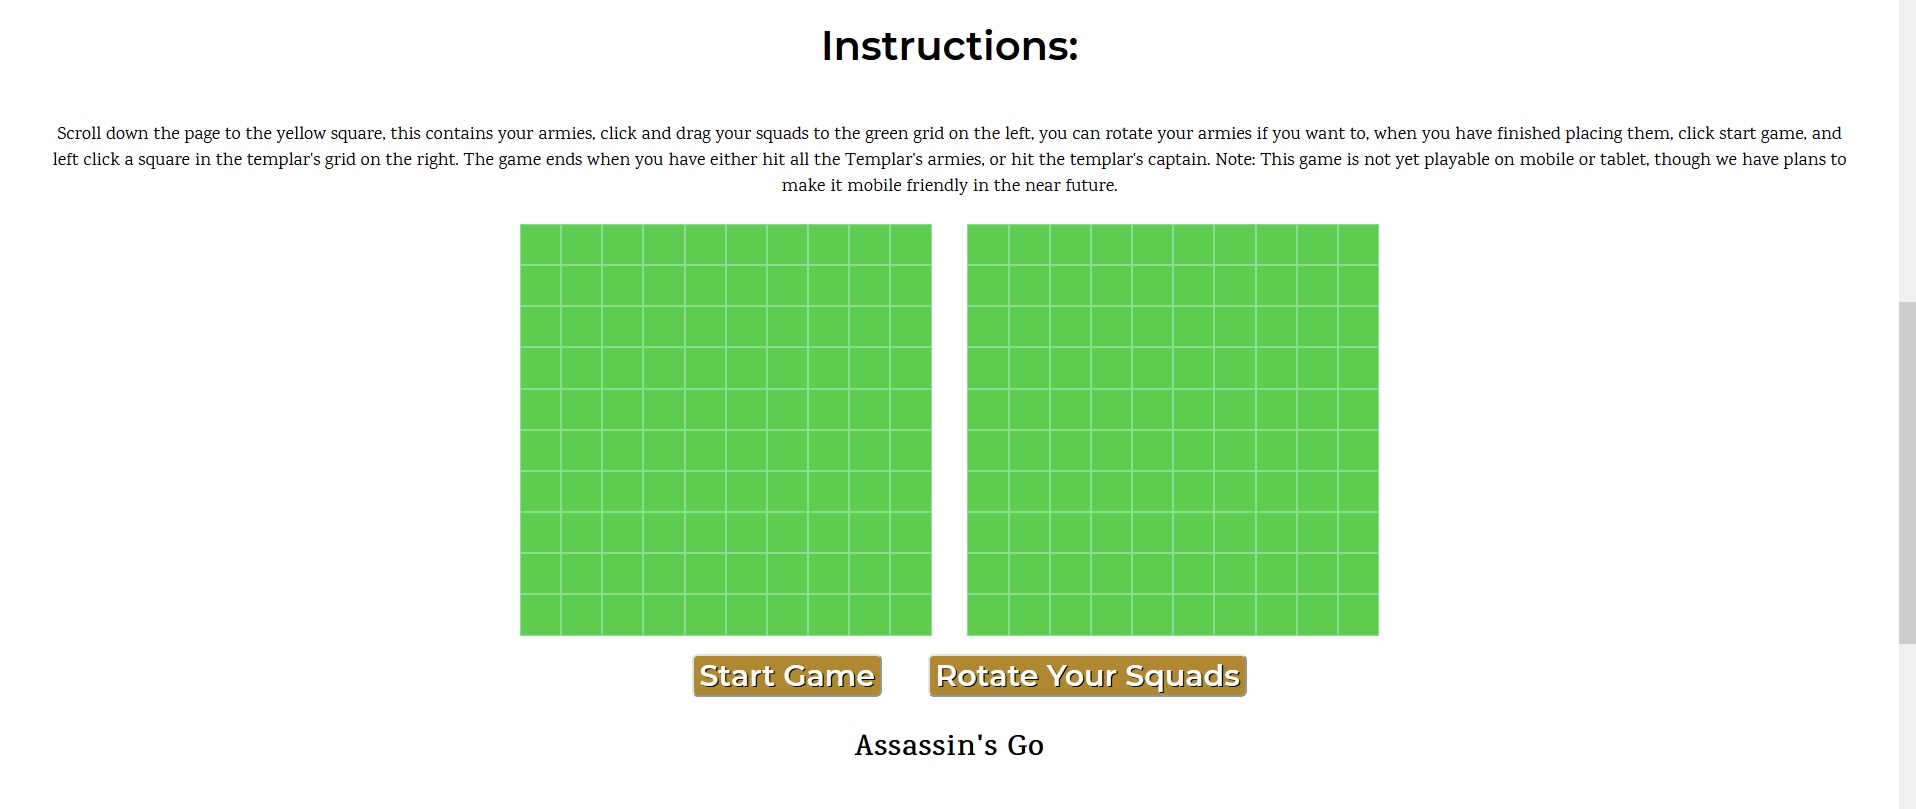 Instructions:
Scroll down the page to the yellow square, this contains your armies, click and drag your squads to the green grid on the left, you can rotate your armies if you want to, when you have finished placing them, click start game, and
left click a square in the templar's grid on the right. The game ends when you have either hit all the Templar's armies, or hit the templar's captain. Note: This game is not yet playable on mobile or tablet, though we have plans to
make it mobile friendly in the near future.
Start Game Rotate Your Squads
Assassin's Go